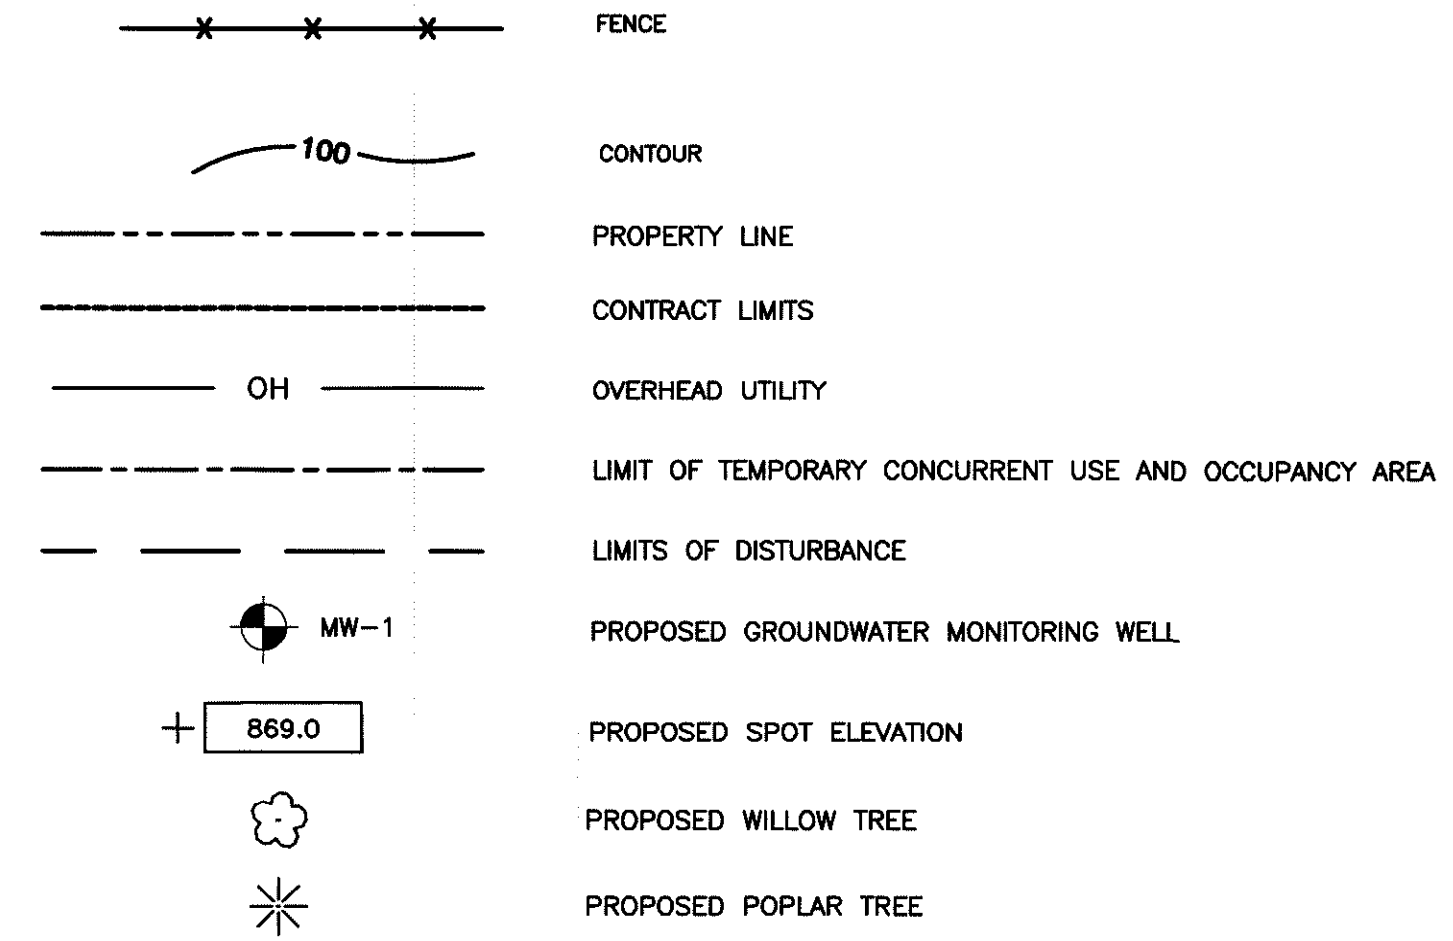 FENCE
100 CONTOUR
PROPERTY LINE
CONTRACT LIMITS
OH OVERHEAD UTILITY
LIMIT OF TEMPORARY CONCURRENT USE AND OCCUPANCY AREA
LIMITS OF DISTURBANCE
MW-1 PROPOSED GROUNDWATER MONITORING WELL
869.0 PROPOSED SPOT ELEVATION
PROPOSED WILLOW TREE
PROPOSED POPLAR TREE